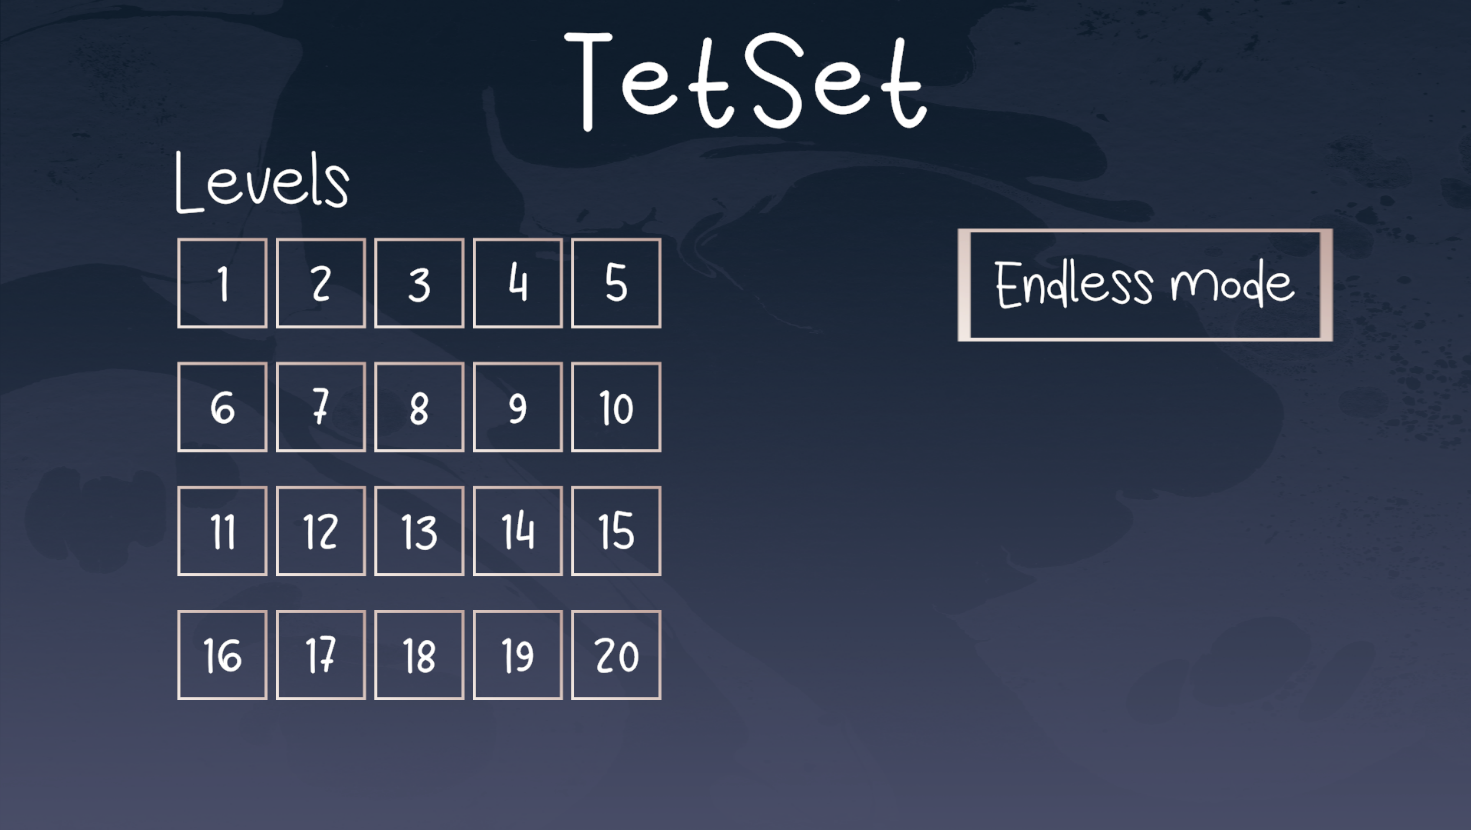 TetSet
Levels
1 2 3 4 5
Endless mode
6 7 8 9 10
11 12 13 14 15
16 17 18 19 20